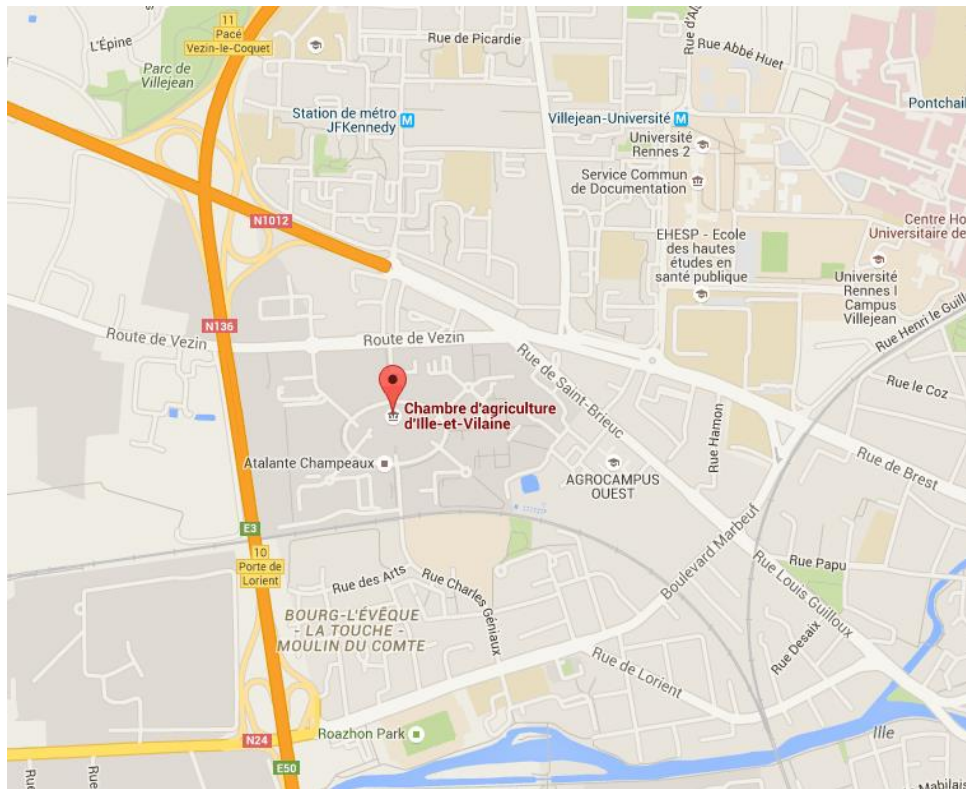 11
Pacé
Vezin-le-Coquet
L'Épine
Parc de
Villejean
Rue de Picardie
Rue Abbé Huet
Station de métro
JFKennedy
M
Villejean-Université
M
Université
Rennes 2
Service Commun
de Documentation
EHESP - Ecole
des hautes
études en
santé publique
Centre Ho
Universitaire de
Université
Rennes I
Campus
Villejean
N1012
N136
Route de Vezin
Route de Vezin
Rue de Saint-Brieuc
Rue Henri le Guill
Rue le Coz
Chambre d'agriculture
d'Ille-et-Vilaine
Atalante Champeaux
AGROCAMPUS
OUEST
Rue Hamon
Rue de Brest
E3
10
Porte de
Lorient
Boulevard Marbeuf
Rue Papu
Rue des Arts
Rue Charles Géniaux
Rue Louis Guilloux
BOURG-L'ÉVÊQUE
- LA TOUCHE -
MOULIN DU COMTE
Rue Desaix
Rue de Lorient
Roazhon Park
N24
E50
Ille
Rue
Rue
Mabilais